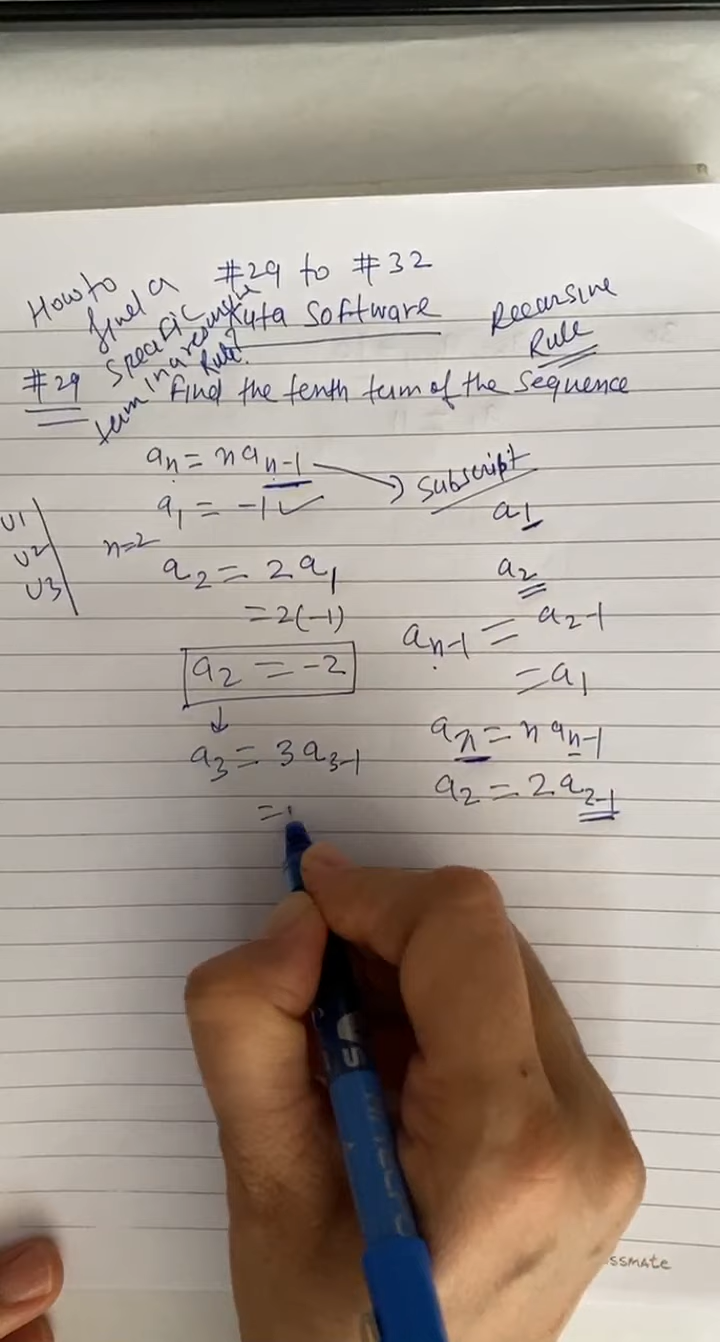 #29 to #32
Kuta Software
How to
find a
Specific
term in a recursive
Rule?
Recursive
Rule
#29
Find the tenth term of the sequence
aₙ = n aₙ₋₁
Subscript
a₁ = -1 ✓
a₁
U1
U2
U3
n=2
a₂ = 2a₁
a₂
= 2(-1)
aₙ₋₁ = a₂₋₁
a₂ = -2
= a₁
aₙ = n aₙ₋₁
a₃ = 3a₃₋₁
a₂ = 2a₂₋₁
=
ssmate